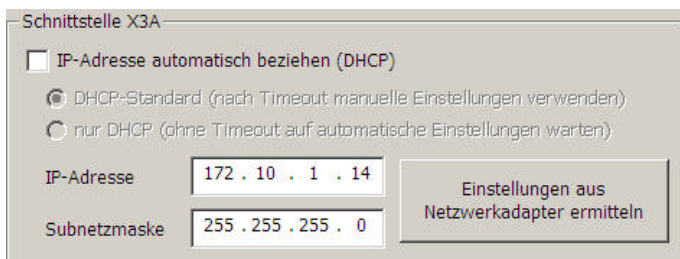 Schnittstelle X3A
IP-Adresse automatisch beziehen (DHCP)
DHCP-Standard (nach Timeout manuelle Einstellungen verwenden)
nur DHCP (ohne Timeout auf automatische Einstellungen warten)
IP-Adresse 172 . 10 . 1 . 14
Einstellungen aus
Netzwerkadapter ermitteln
Subnetzmaske 255 . 255 . 255 . 0